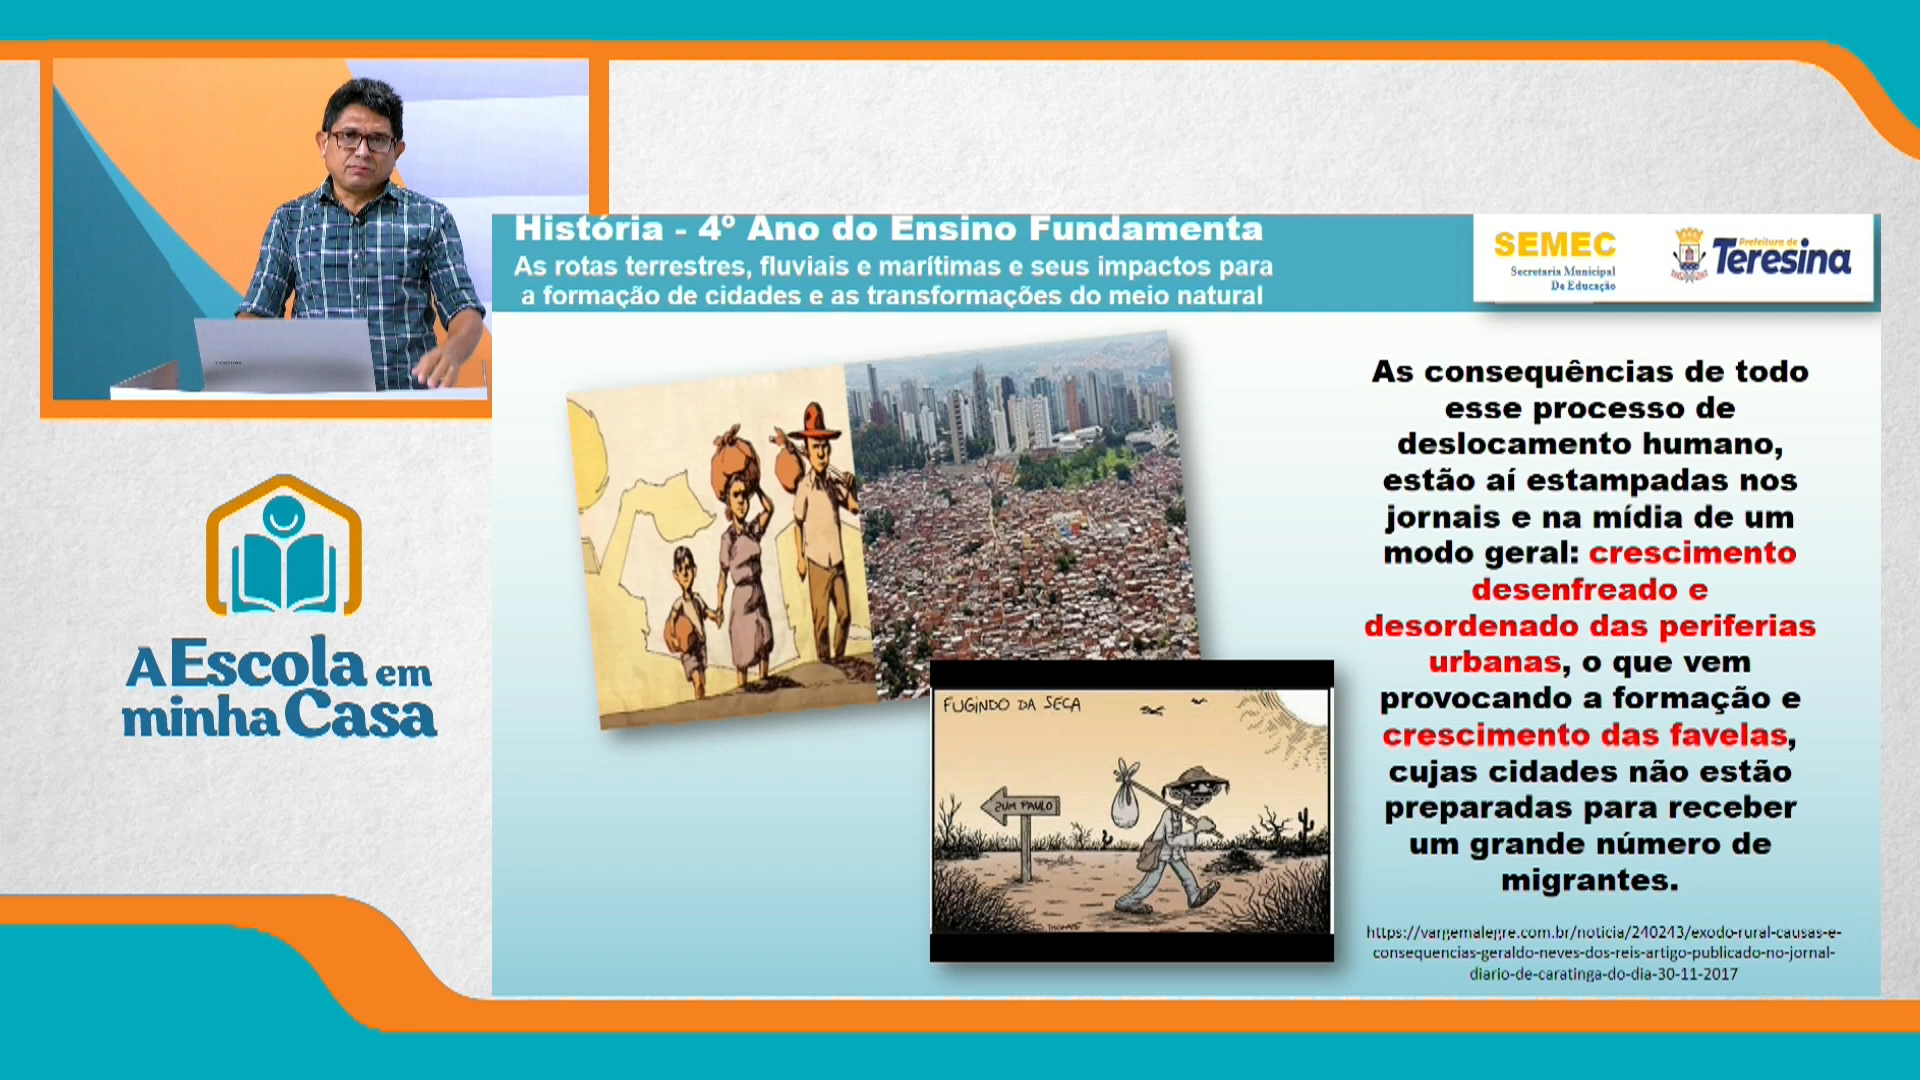 História - 4º Ano do Ensino Fundamenta
As rotas terrestres, fluviais e marítimas e seus impactos para
a formação de cidades e as transformações do meio natural
SEMEC
Secretaria Municipal
De Educação
Prefeitura de
Teresina
As consequências de todo
esse processo de
deslocamento humano,
estão aí estampadas nos
jornais e na mídia de um
modo geral: crescimento
desenfreado e
desordenado das periferias
urbanas, o que vem
provocando a formação e
crescimento das favelas,
cujas cidades não estão
preparadas para receber
um grande número de
migrantes.
https://vargemalegre.com.br/noticia/240243/exodo-rural-causas-e-
consequencias-geraldo-neves-dos-reis-artigo-publicado-no-jornal-
diario-de-caratinga-do-dia-30-11-2017
FUGINDO DA SECA
ZUM PAULO
A Escola em
minha Casa